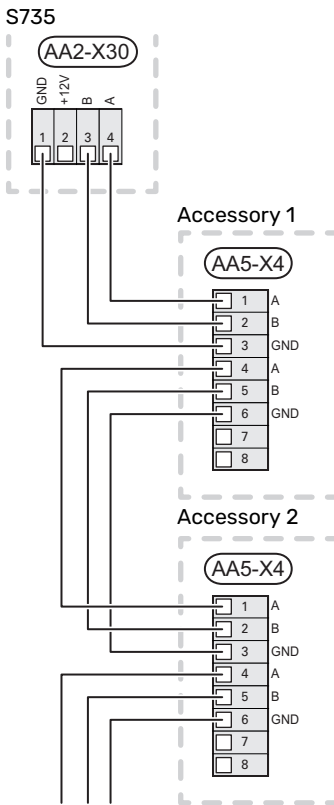 S735
AA2-X30
GND +12V B A
1 2 3 4
Accessory 1
AA5-X4
1 A
2 B
3 GND
4 A
5 B
6 GND
7
8
Accessory 2
AA5-X4
1 A
2 B
3 GND
4 A
5 B
6 GND
7
8